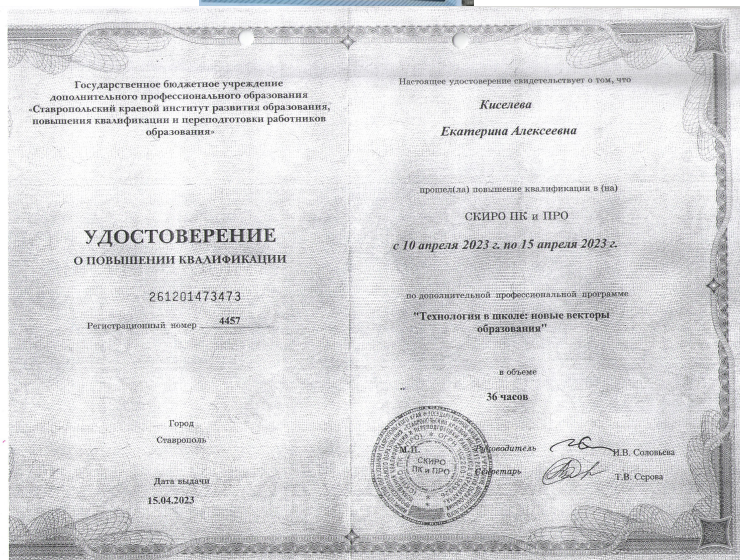 Государственное бюджетное учреждение
дополнительного профессионального образования
«Ставропольский краевой институт развития образования,
повышения квалификации и переподготовки работников
образования»
УДОСТОВЕРЕНИЕ
О ПОВЫШЕНИИ КВАЛИФИКАЦИИ
261201473473
Регистрационный номер 4457
Город
Ставрополь
Дата выдачи
15.04.2023
Настоящее удостоверение свидетельствует о том, что
Киселева
Екатерина Алексеевна
прошел(ла) повышение квалификации в (на)
СКИРО ПК и ПРО
с 10 апреля 2023 г. по 15 апреля 2023 г.
по дополнительной профессиональной программе
"Технология в школе: новые векторы
образования"
в объеме
36 часов
М.П.
Руководитель
И.В. Соловьева
Секретарь
Т.В. Серова
СКИРО
ПК и ПРО